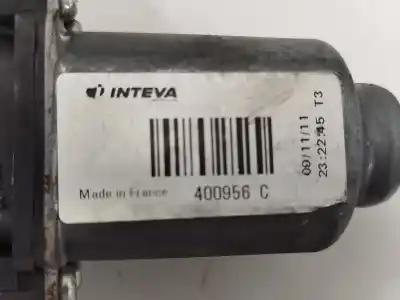 INTEVA
Made in France
400956 C
09/11/11
23:22:45 T3